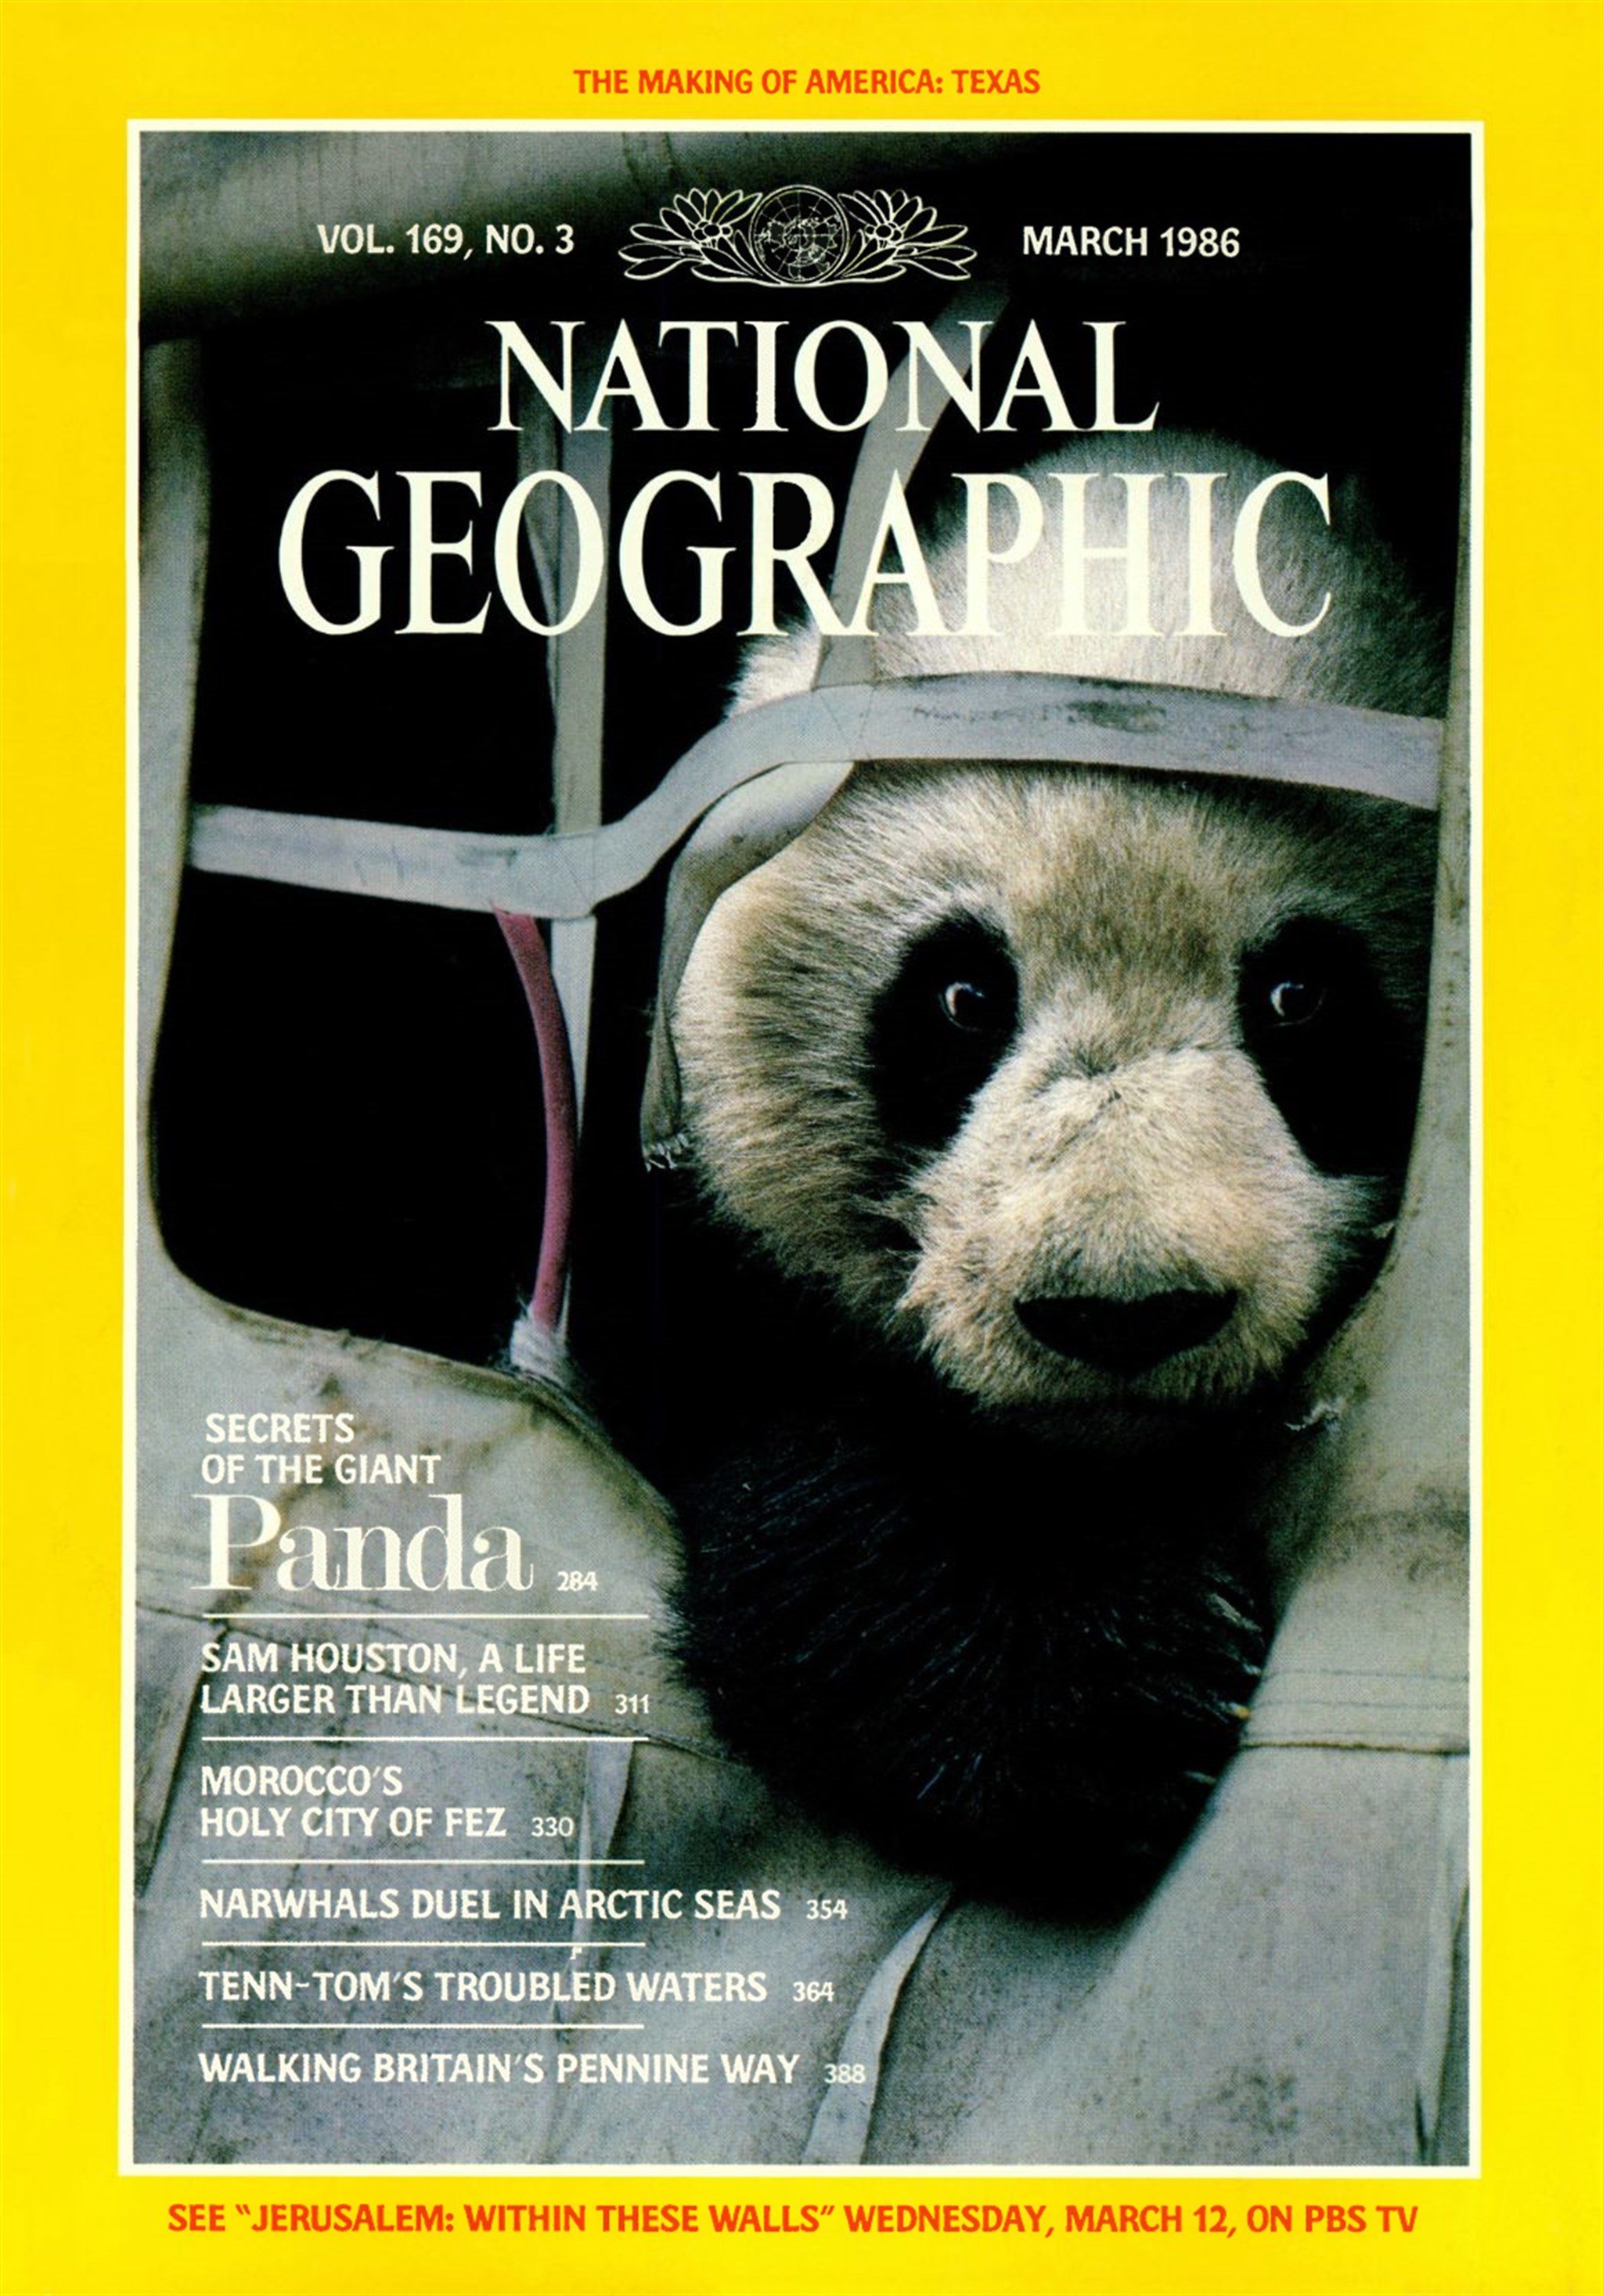 THE MAKING OF AMERICA: TEXAS
VOL. 169, NO. 3
MARCH 1986
NATIONAL
GEOGRAPHIC
SECRETS
OF THE GIANT
Panda 284
SAM HOUSTON, A LIFE
LARGER THAN LEGEND 311
MOROCCO'S
HOLY CITY OF FEZ 330
NARWHALS DUEL IN ARCTIC SEAS 354
TENN-TOM'S TROUBLED WATERS 364
WALKING BRITAIN'S PENNINE WAY 388
SEE "JERUSALEM: WITHIN THESE WALLS" WEDNESDAY, MARCH 12, ON PBS TV